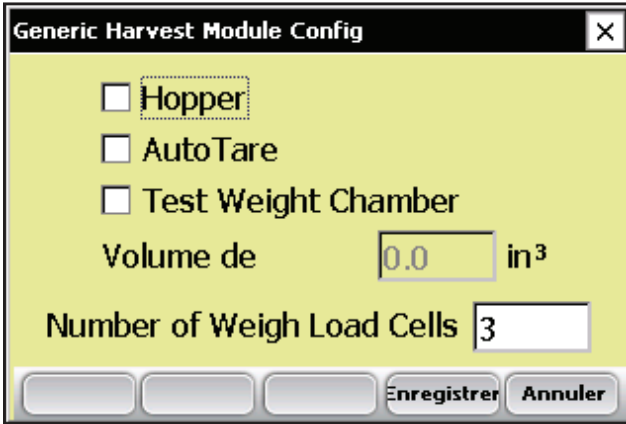 Generic Harvest Module Config
Hopper
AutoTare
Test Weight Chamber
Volume de 0.0 in³
Number of Weigh Load Cells 3
Enregistrer Annuler